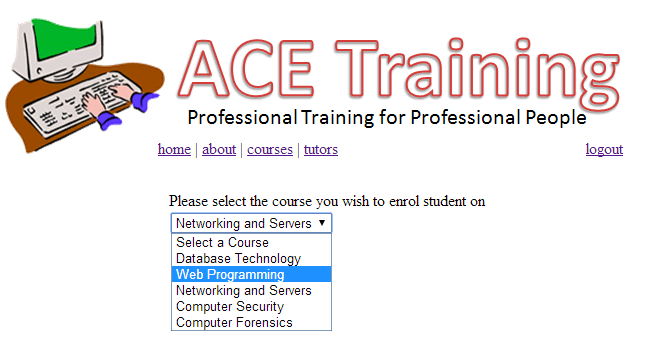 ACE Training
Professional Training for Professional People
home | about | courses | tutors logout
Please select the course you wish to enrol student on
Networking and Servers
Select a Course
Database Technology
Web Programming
Networking and Servers
Computer Security
Computer Forensics